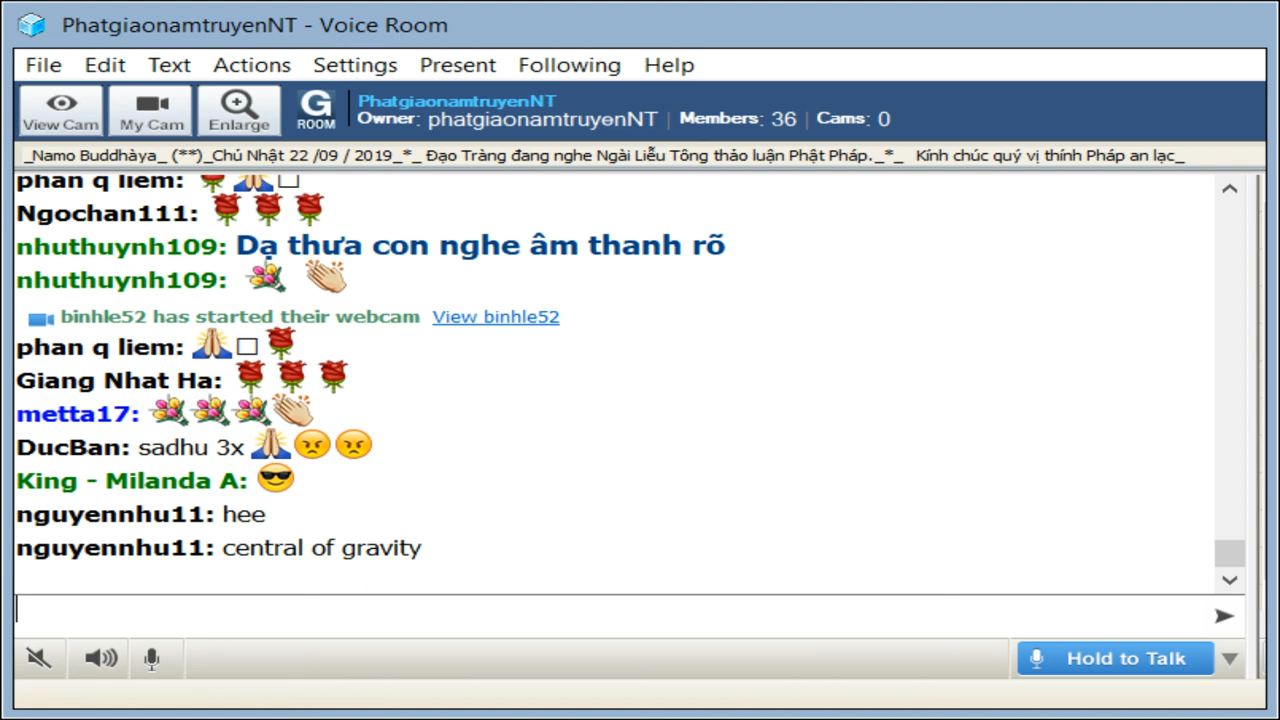 PhatgiaonamtruyenNT - Voice Room
File Edit Text Actions Settings Present Following Help
View Cam My Cam Enlarge G ROOM
PhatgiaonamtruyenNT
Owner: phatgiaonamtruyenNT | Members: 36 | Cams: 0
_Namo Buddhàya_ (**)_Chủ Nhật 22 /09 / 2019_*_ Đạo Tràng đang nghe Ngài Liễu Tông thảo luận Phật Pháp._*_ Kính chúc quý vị thính Pháp an lạc_
phan q liem: 🌹🙏□
Ngochan111: 🌹🌹🌹
nhuthuynh109: Dạ thưa con nghe âm thanh rõ
nhuthuynh109: 💐 👏
binhle52 has started their webcam View binhle52
phan q liem: 🙏□🌹
Giang Nhat Ha: 🌹🌹🌹
metta17: 💐💐💐👏
DucBan: sadhu 3x 🙏😠😠
King - Milanda A: 😎
nguyennhu11: hee
nguyennhu11: central of gravity
Hold to Talk